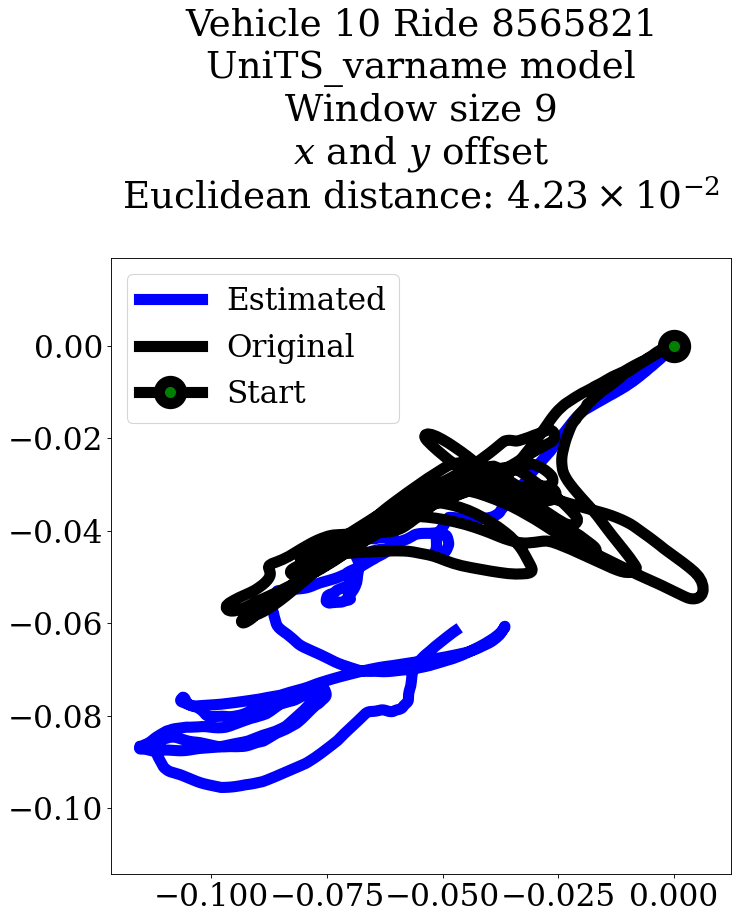 Vehicle 10 Ride 8565821
UniTS_varname model
Window size 9
x and y offset
Euclidean distance: 4.23 × 10⁻²
Estimated
Original
Start
0.00
−0.02
−0.04
−0.06
−0.08
−0.10
−0.100 −0.075 −0.050 −0.025 0.000